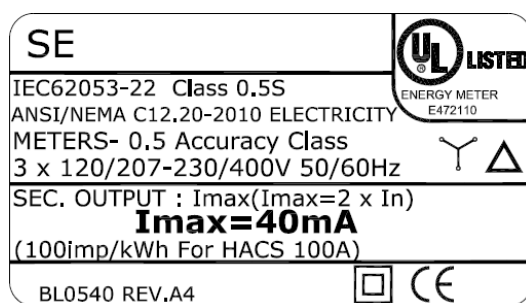 SE
UL
®
LISTED
ENERGY METER
E472110
IEC62053-22 Class 0.5S
ANSI/NEMA C12.20-2010 ELECTRICITY
METERS- 0.5 Accuracy Class
3 x 120/207-230/400V 50/60Hz
SEC. OUTPUT : Imax(Imax=2 x In)
Imax=40mA
(100imp/kWh For HACS 100A)
BL0540 REV.A4
CE